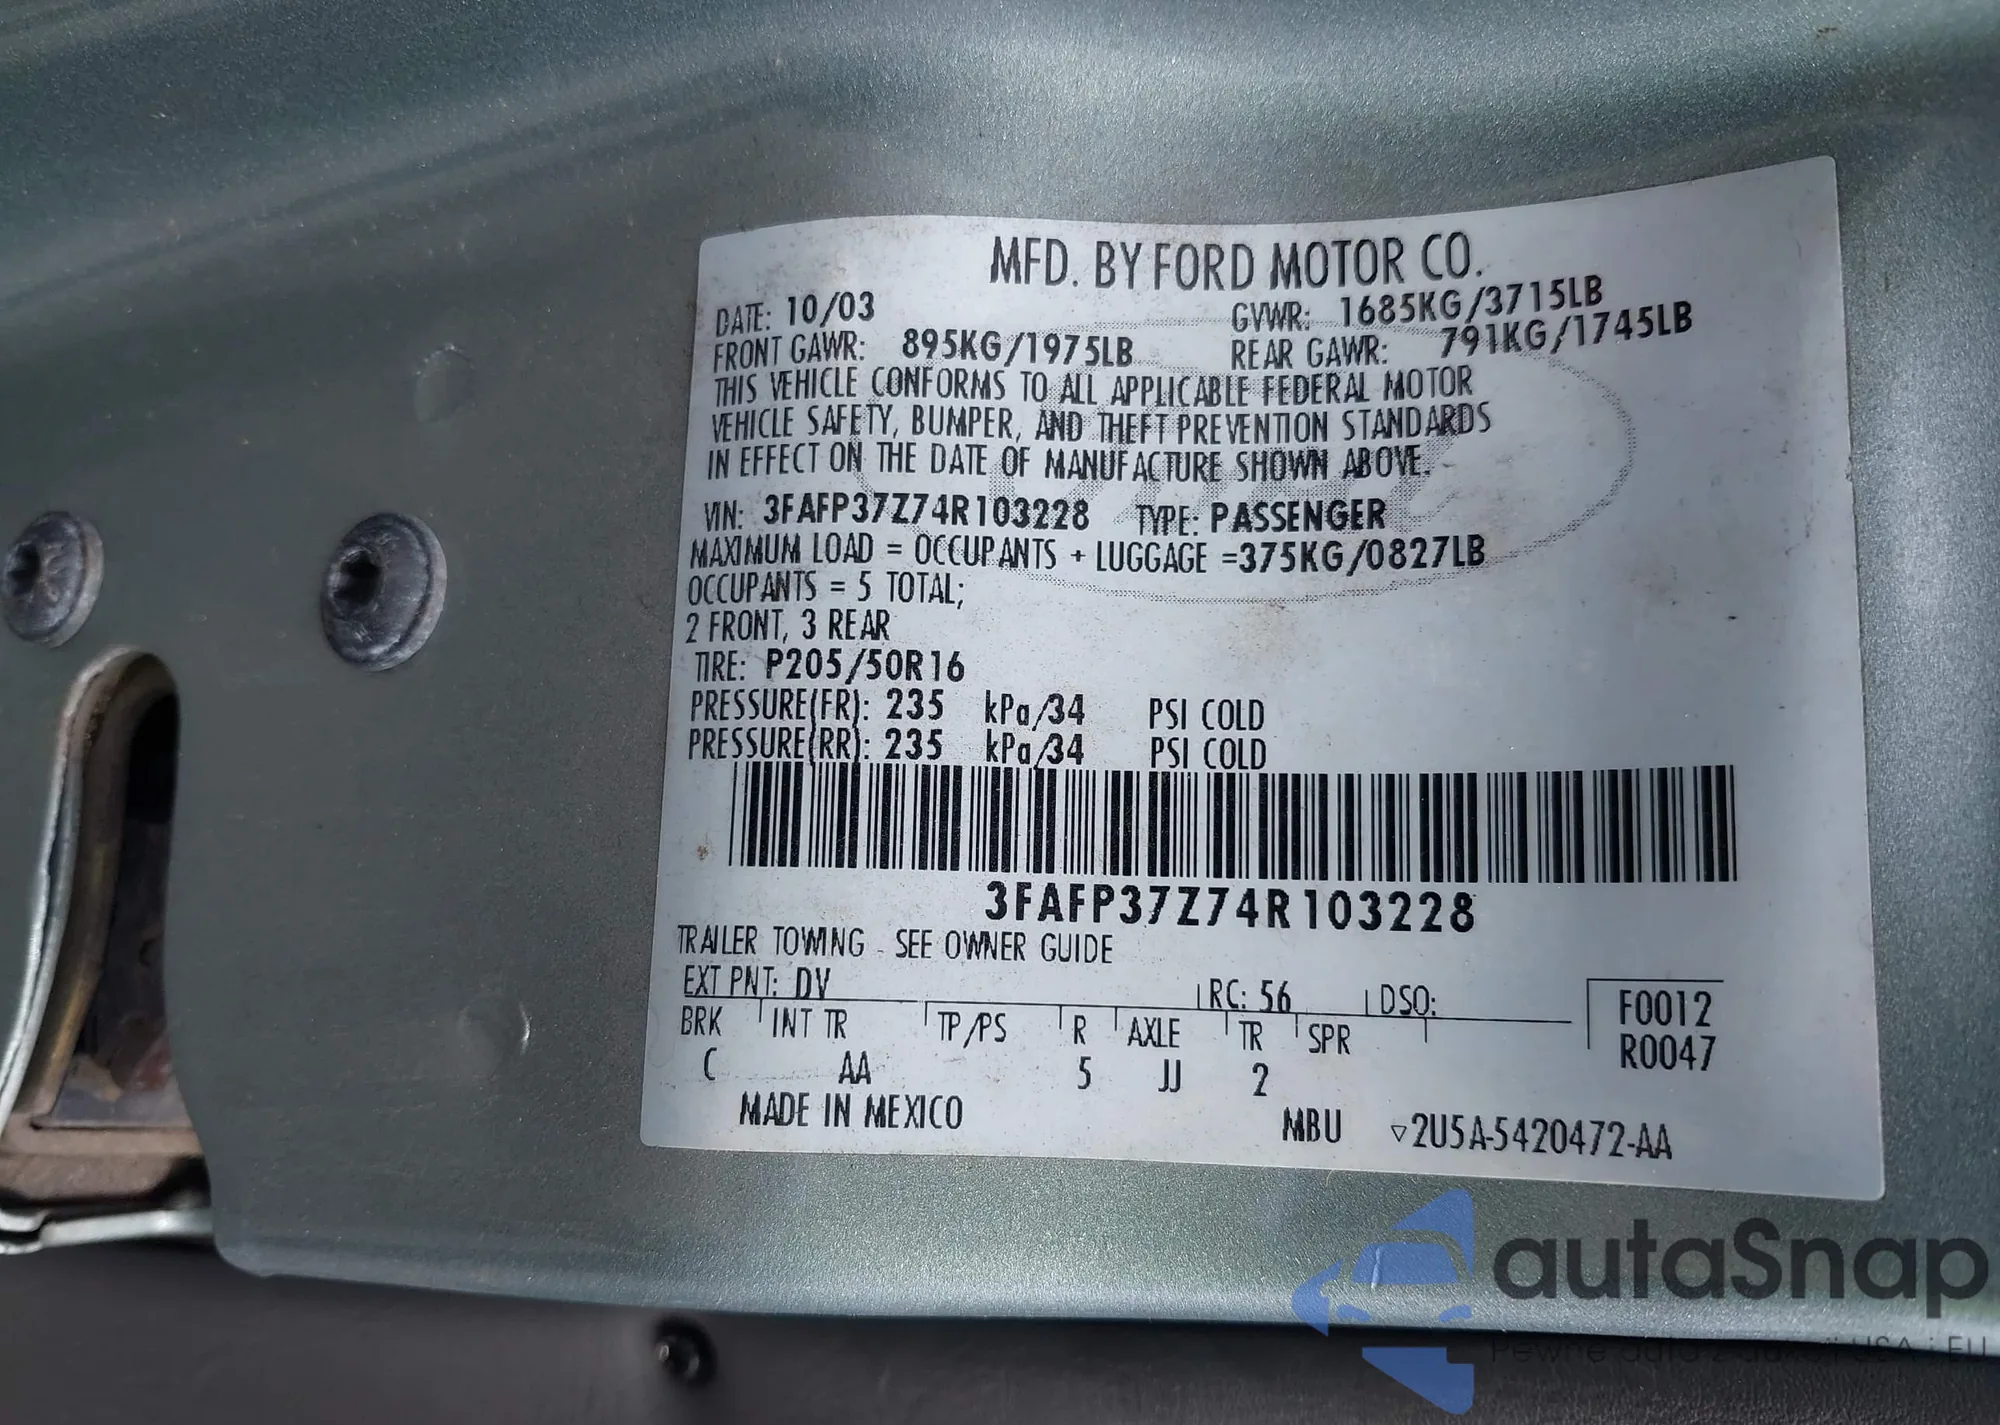 MFD. BY FORD MOTOR CO.
DATE: 10/03 GVWR: 1685KG/3715LB
FRONT GAWR: 895KG/1975LB REAR GAWR: 791KG/1745LB
THIS VEHICLE CONFORMS TO ALL APPLICABLE FEDERAL MOTOR
VEHICLE SAFETY, BUMPER, AND THEFT PREVENTION STANDARDS
IN EFFECT ON THE DATE OF MANUFACTURE SHOWN ABOVE.
VIN: 3FAFP37Z74R103228 TYPE: PASSENGER
MAXIMUM LOAD = OCCUPANTS + LUGGAGE =375KG/0827LB
OCCUPANTS = 5 TOTAL;
2 FRONT, 3 REAR
TIRE: P205/50R16
PRESSURE(FR): 235 kPa/34 PSI COLD
PRESSURE(RR): 235 kPa/34 PSI COLD
3FAFP37Z74R103228
TRAILER TOWING - SEE OWNER GUIDE
EXT PNT: DV RC: 56 DSO: F0012
BRK INT TR TP/PS R AXLE TR SPR R0047
C AA 5 JJ 2
MADE IN MEXICO MBU ▽2U5A-5420472-AA
autaSnap
Pewne auta z aukcji USA i EU